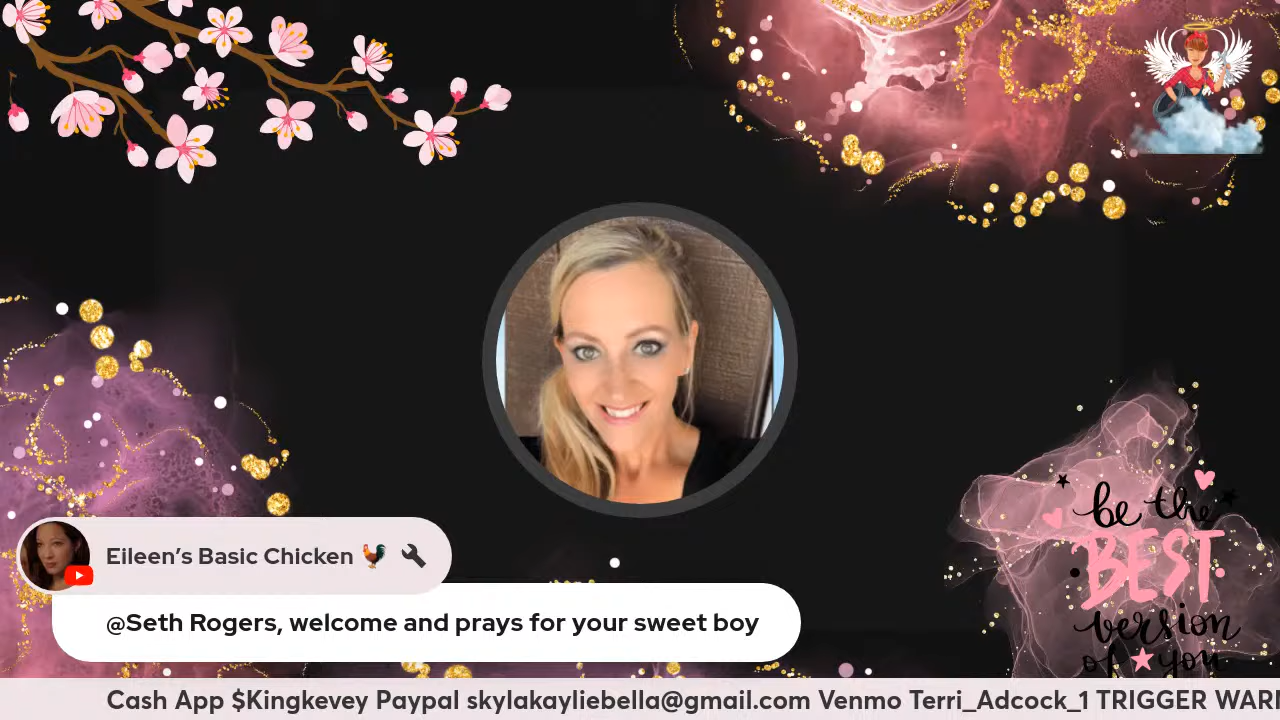 be the
BEST
version
of you
Eileen’s Basic Chicken 🐓 🔧
@Seth Rogers, welcome and prays for your sweet boy
Cash App $Kingkevey Paypal skylakayliebella@gmail.com Venmo Terri_Adcock_1 TRIGGER WAR